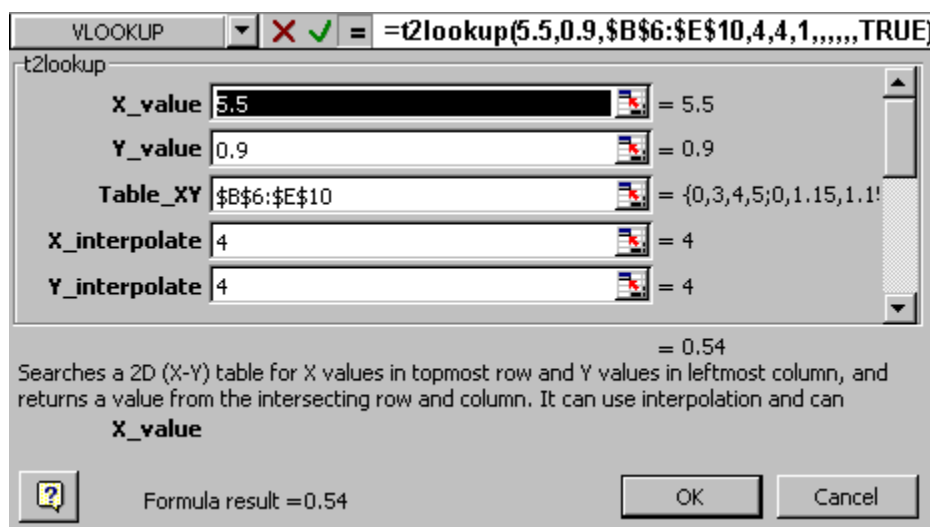 VLOOKUP = =t2lookup(5.5,0.9,$B$6:$E$10,4,4,1,,,,,,TRUE)
t2lookup
X_value 5.5 = 5.5
Y_value 0.9 = 0.9
Table_XY $B$6:$E$10 = {0,3,4,5;0,1.15,1.1
X_interpolate 4 = 4
Y_interpolate 4 = 4
= 0.54
Searches a 2D (X-Y) table for X values in topmost row and Y values in leftmost column, and
returns a value from the intersecting row and column. It can use interpolation and can
X_value
? Formula result =0.54 OK Cancel